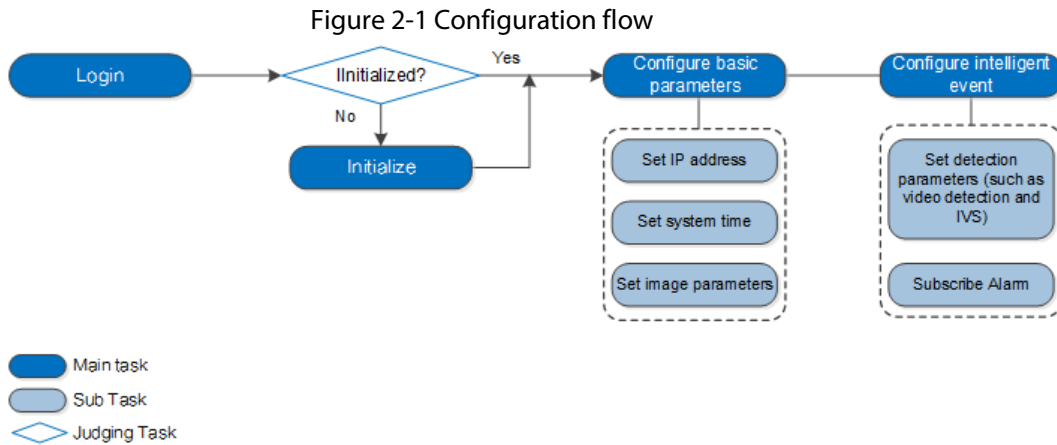 Figure 2-1 Configuration flow
Login
IInitialized?
Yes
No
Initialize
Configure basic
parameters
Set IP address
Set system time
Set image parameters
Configure intelligent
event
Set detection
parameters (such as
video detection and
IVS)
Subscribe Alarm
Main task
Sub Task
Judging Task